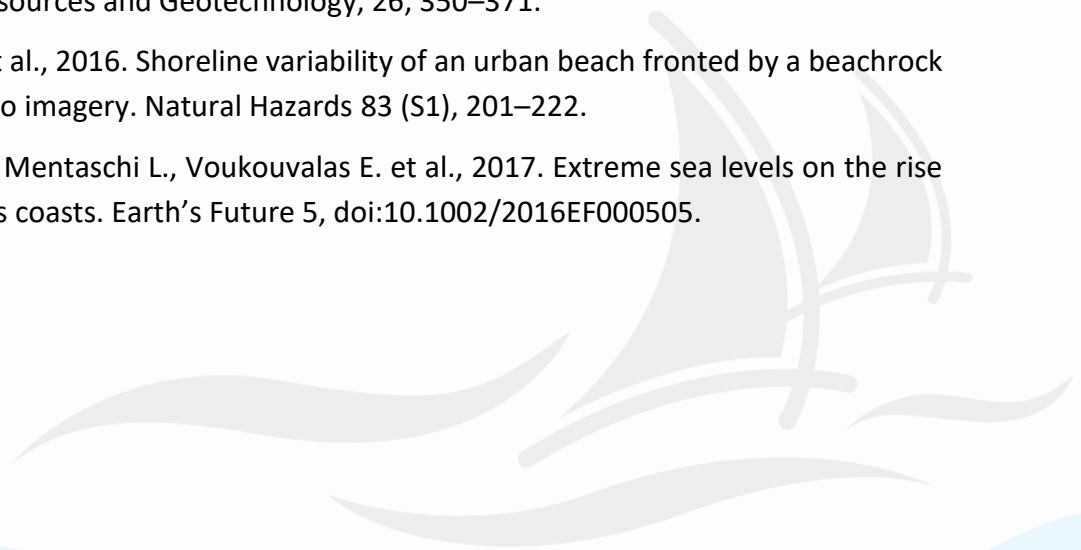 sources and Geotechnology, 26, 350–371.
t al., 2016. Shoreline variability of an urban beach fronted by a beachrock
o imagery. Natural Hazards 83 (S1), 201–222.
Mentaschi L., Voukouvalas E. et al., 2017. Extreme sea levels on the rise
s coasts. Earth’s Future 5, doi:10.1002/2016EF000505.